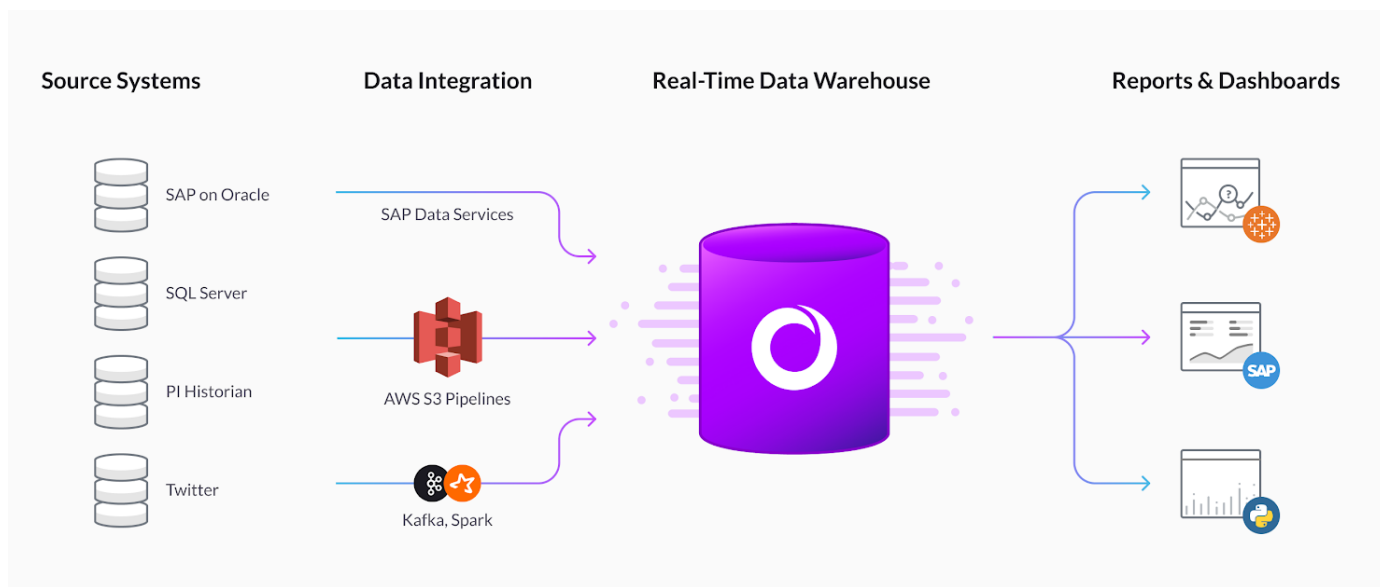 Source Systems
Data Integration
Real-Time Data Warehouse
Reports & Dashboards
SAP on Oracle
SAP Data Services
?
SQL Server
AWS S3 Pipelines
SAP
PI Historian
Twitter
Kafka, Spark